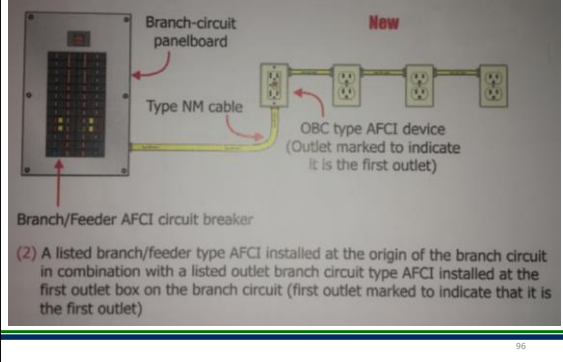 Branch-circuit
panelboard
New
Type NM cable
OBC type AFCI device
(Outlet marked to indicate
it is the first outlet)
Branch/Feeder AFCI circuit breaker
(2) A listed branch/feeder type AFCI installed at the origin of the branch circuit
in combination with a listed outlet branch circuit type AFCI installed at the
first outlet box on the branch circuit (first outlet marked to indicate that it is
the first outlet)
96